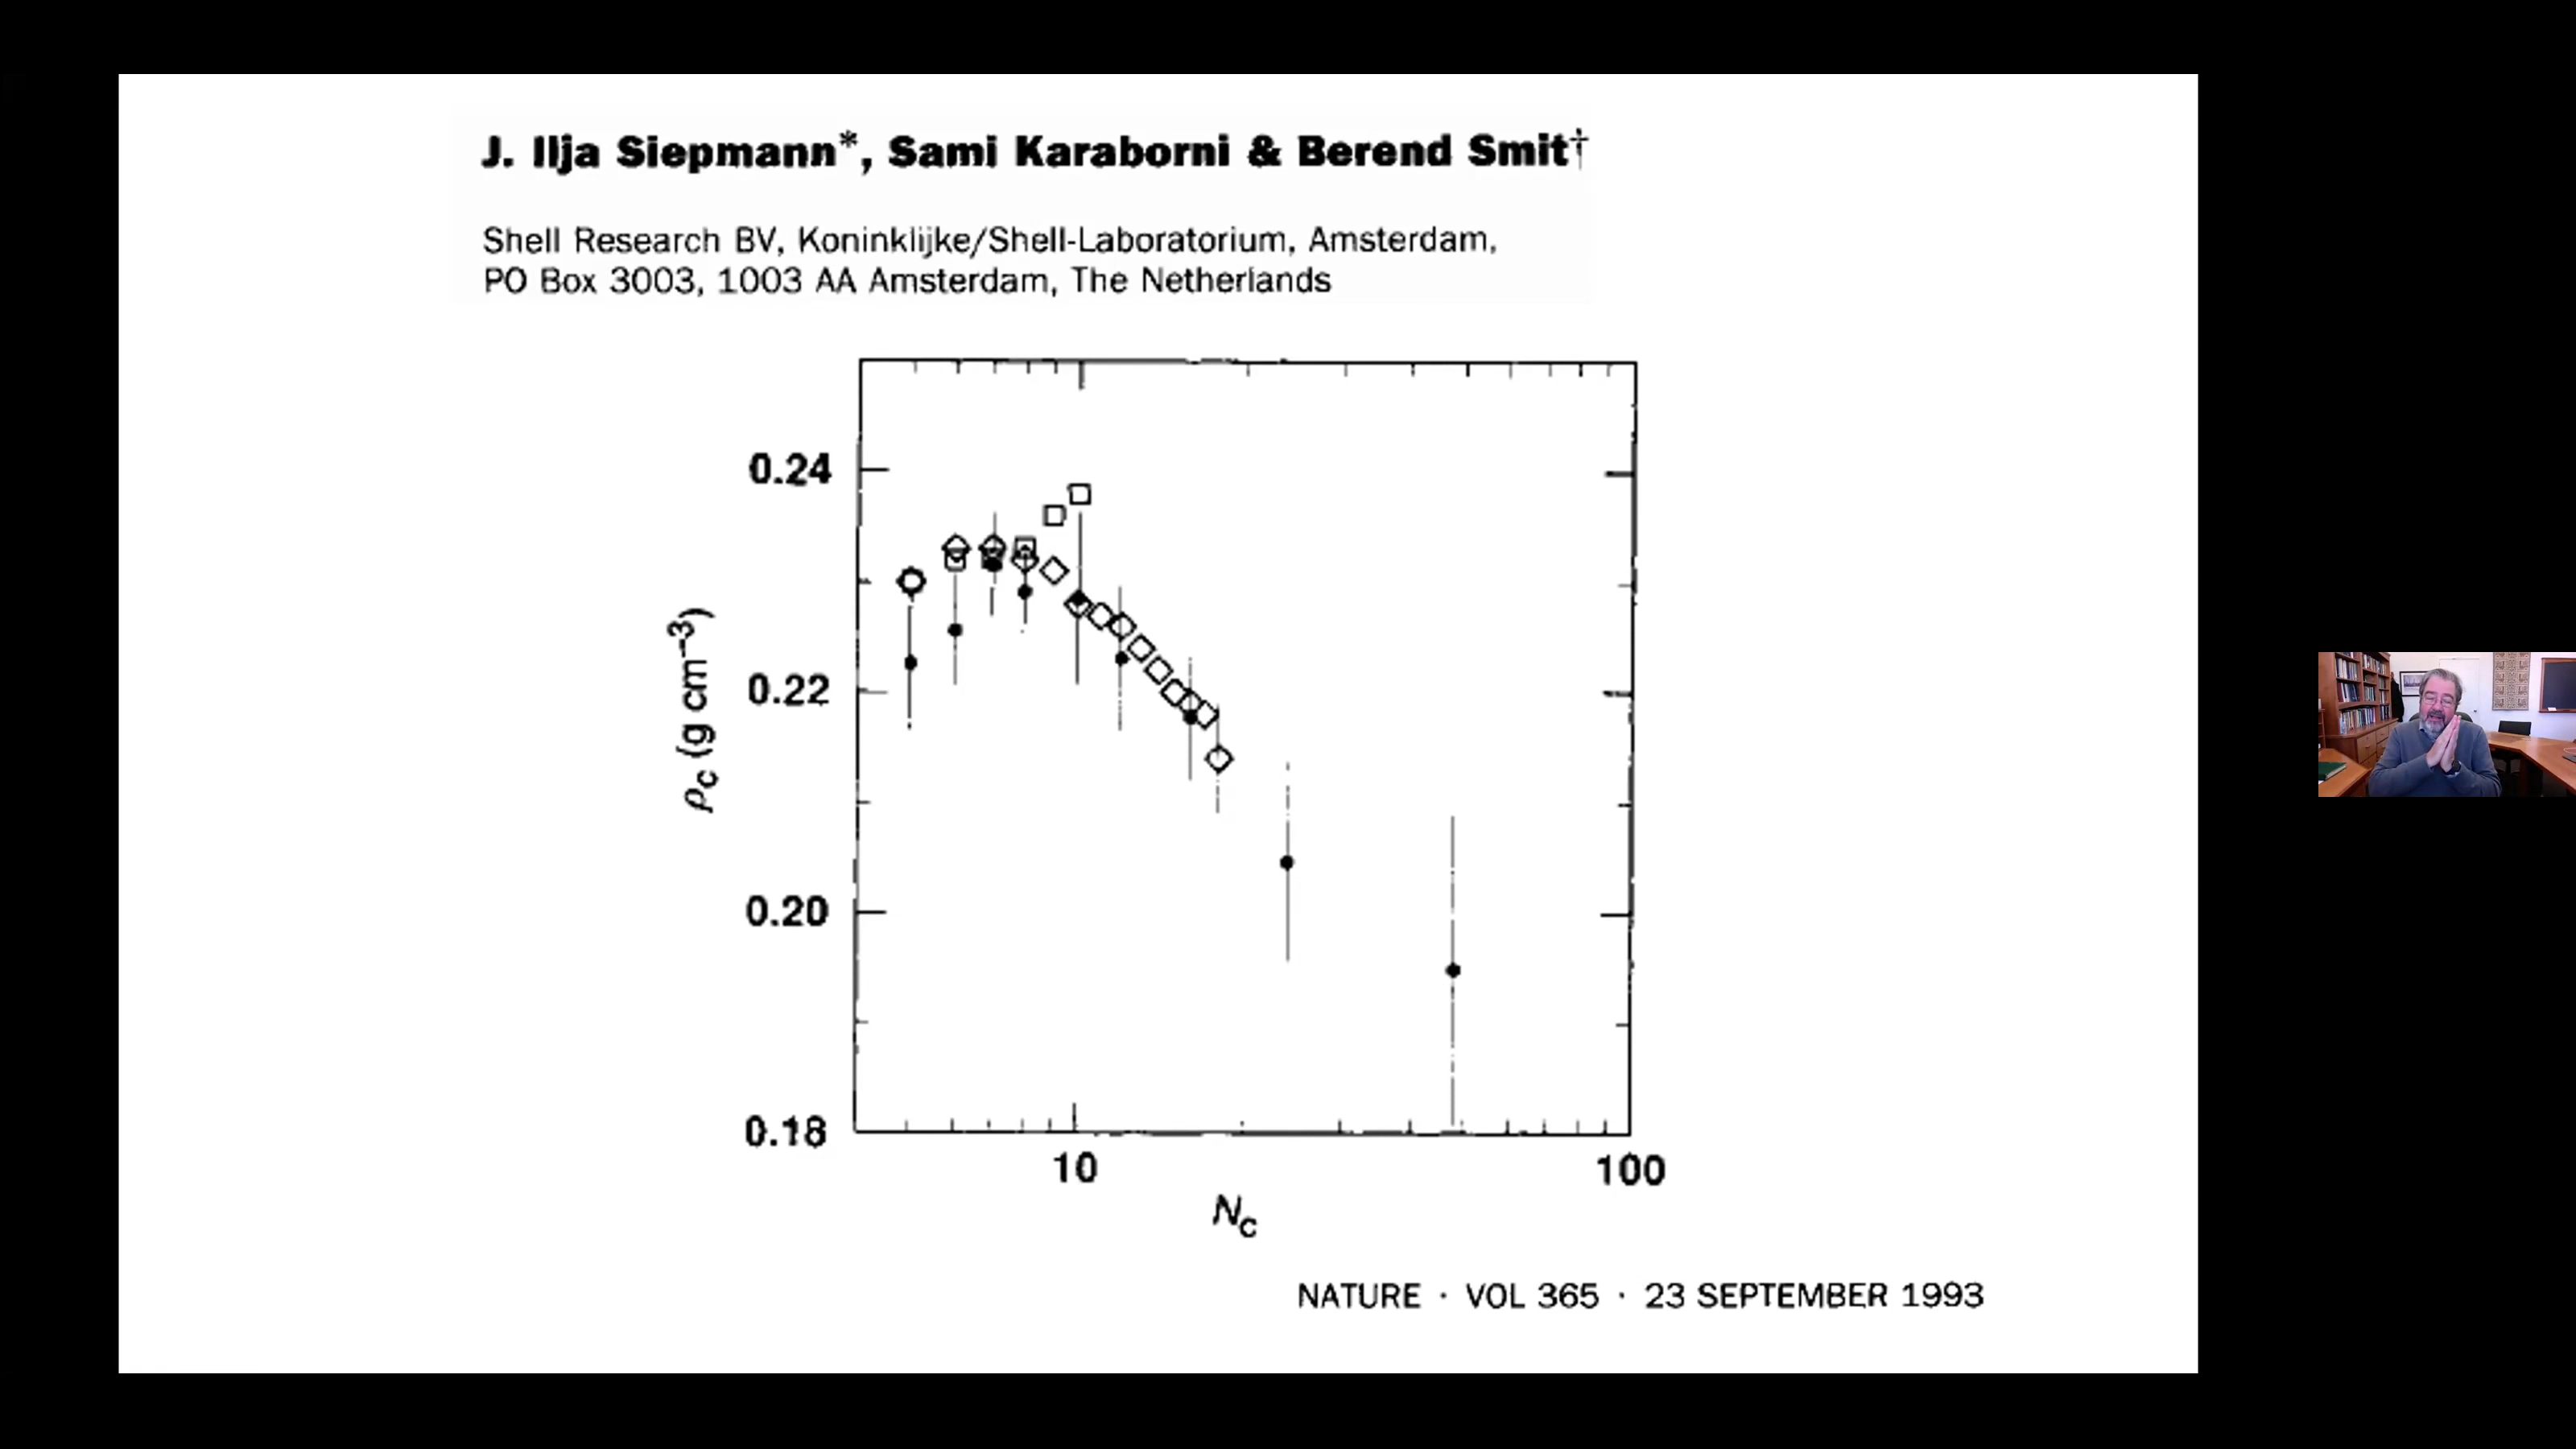 J. Ilja Siepmann*, Sami Karaborni & Berend Smit†
Shell Research BV, Koninklijke/Shell-Laboratorium, Amsterdam,
PO Box 3003, 1003 AA Amsterdam, The Netherlands
0.24
0.22
0.20
0.18
ρc (g cm⁻³)
10
100
Nc
NATURE · VOL 365 · 23 SEPTEMBER 1993